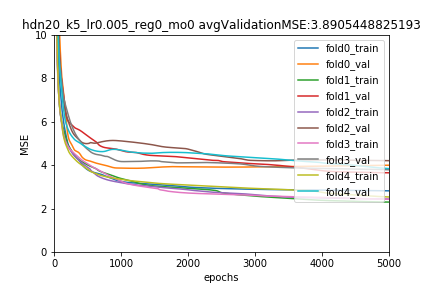 hdn20_k5_lr0.005_reg0_mo0 avgValidationMSE:3.8905448825193
10
8
6
4
2
0
MSE
0
1000
2000
3000
4000
5000
epochs
fold0_train
fold0_val
fold1_train
fold1_val
fold2_train
fold2_val
fold3_train
fold3_val
fold4_train
fold4_val